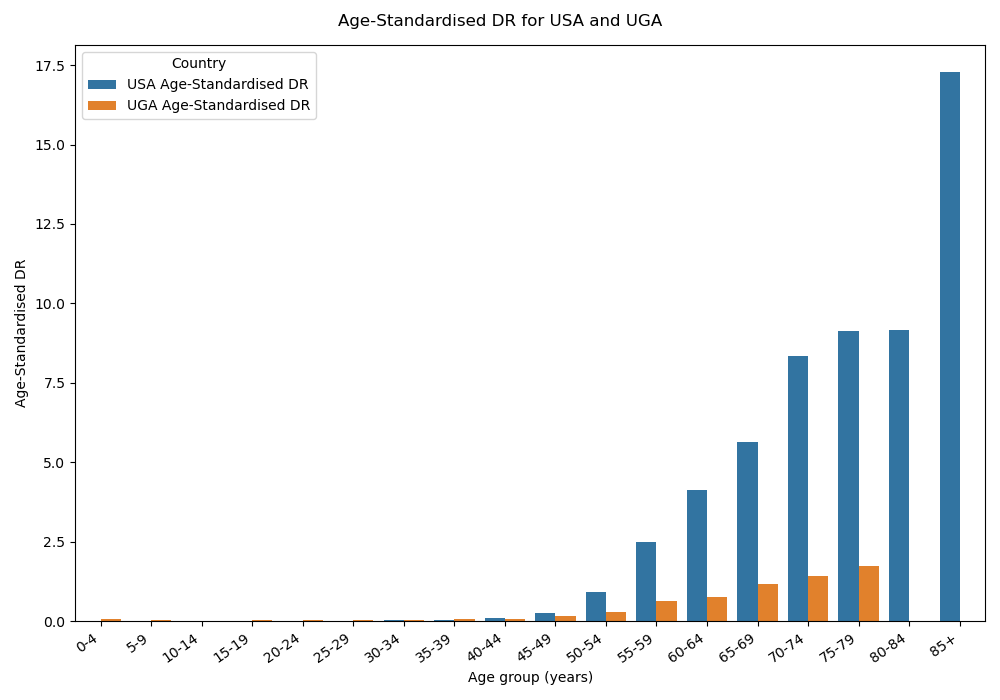 Age-Standardised DR for USA and UGA
Country
USA Age-Standardised DR
UGA Age-Standardised DR
Age-Standardised DR
17.5
15.0
12.5
10.0
7.5
5.0
2.5
0.0
0-4 5-9 10-14 15-19 20-24 25-29 30-34 35-39 40-44 45-49 50-54 55-59 60-64 65-69 70-74 75-79 80-84 85+
Age group (years)